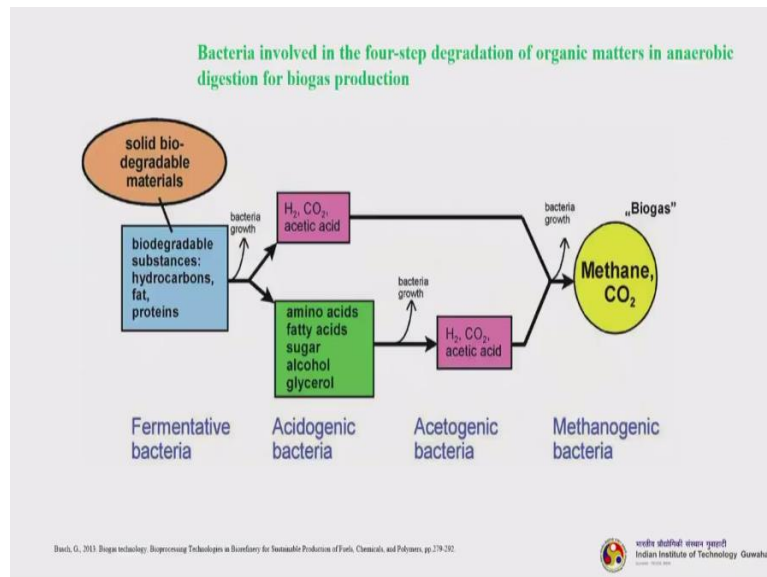 Bacteria involved in the four-step degradation of organic matters in anaerobic
digestion for biogas production
solid bio-
degradable
materials
biodegradable
substances:
hydrocarbons,
fat,
proteins
bacteria
growth
H₂, CO₂,
acetic acid
amino acids
fatty acids
sugar
alcohol
glycerol
bacteria
growth
H₂, CO₂,
acetic acid
bacteria
growth
„Biogas”
Methane,
CO₂
Fermentative
bacteria
Acidogenic
bacteria
Acetogenic
bacteria
Methanogenic
bacteria
Busch, G., 2013. Biogas technology. Bioprocessing Technologies in Biorefinery for Sustainable Production of Fuels, Chemicals, and Polymers, pp.279-292.
भारतीय प्रौद्योगिकी संस्थान गुवाहाटी
Indian Institute of Technology Guwaha